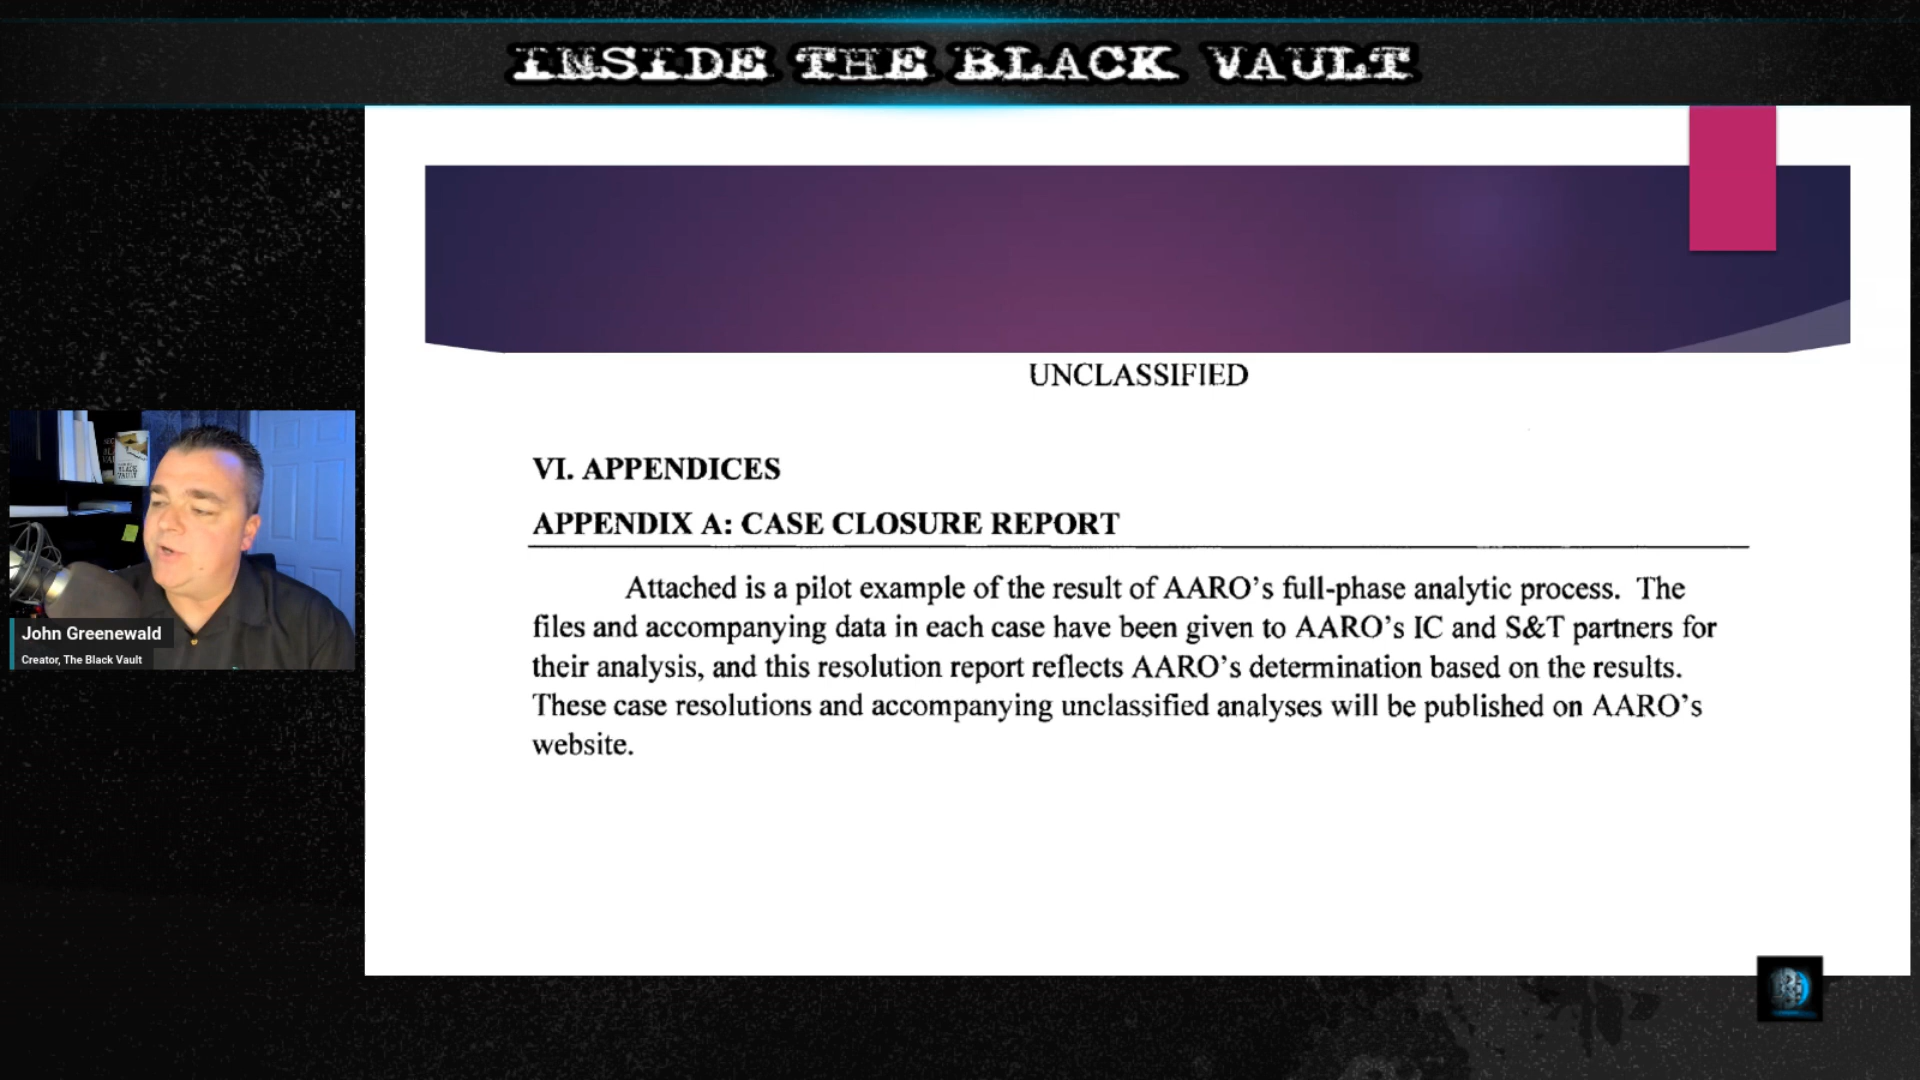 INSIDE THE BLACK VAULT
UNCLASSIFIED
VI. APPENDICES
APPENDIX A: CASE CLOSURE REPORT
Attached is a pilot example of the result of AARO’s full-phase analytic process. The
files and accompanying data in each case have been given to AARO’s IC and S&T partners for
their analysis, and this resolution report reflects AARO’s determination based on the results.
These case resolutions and accompanying unclassified analyses will be published on AARO’s
website.
BLACK
VAULT
John Greenewald
Creator, The Black Vault